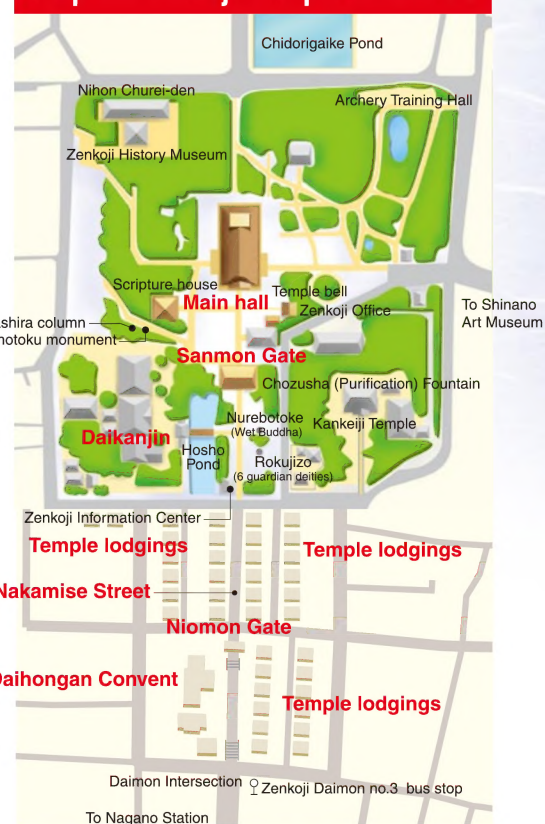 Chidorigaike Pond
Nihon Churei-den
Archery Training Hall
Zenkoji History Museum
Scripture house
Main hall
Temple bell
Zenkoji Office
To Shinano
Art Museum
column
monument
Sanmon Gate
Chozusha (Purification) Fountain
Nurebotoke
(Wet Buddha)
Kankeiji Temple
Daikanjin
Hosho
Pond
Rokujizo
(6 guardian deities)
Zenkoji Information Center
Temple lodgings
Temple lodgings
Nakamise Street
Niomon Gate
Daihongan Convent
Temple lodgings
Daimon Intersection
Zenkoji Daimon no.3 bus stop
To Nagano Station